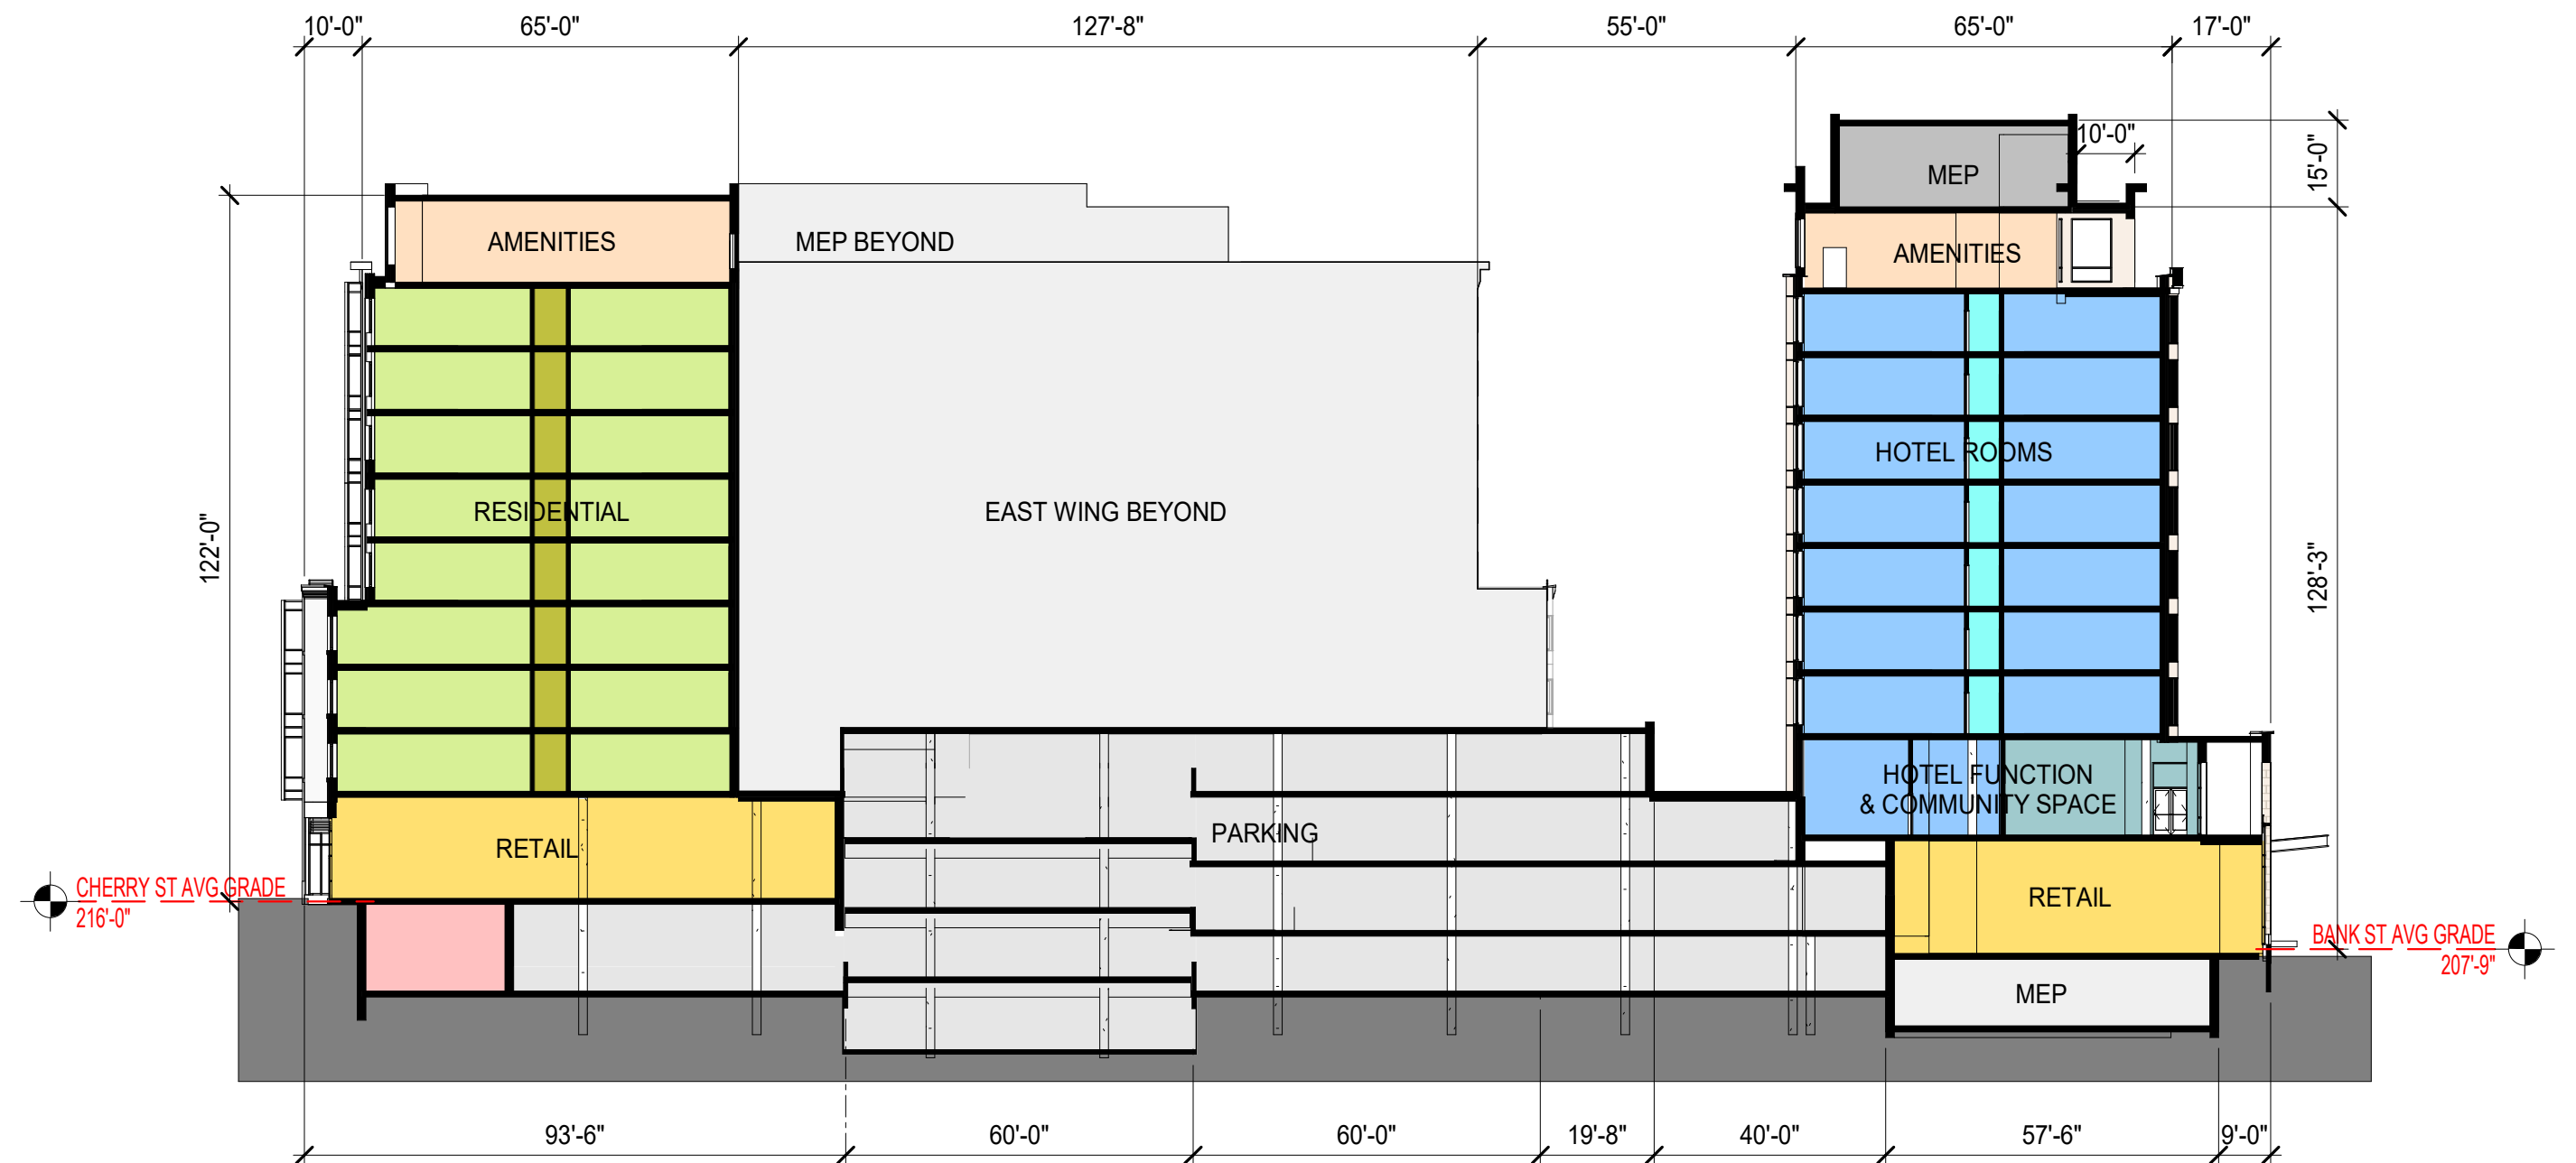 10'-0" 65'-0" 127'-8" 55'-0" 65'-0" 17'-0"
10'-0"
15'-0"
MEP
AMENITIES
MEP BEYOND
AMENITIES
HOTEL ROOMS
RESIDENTIAL
EAST WING BEYOND
122'-0"
128'-3"
HOTEL FUNCTION
& COMMUNITY SPACE
PARKING
RETAIL
CHERRY ST AVG GRADE
216'-0"
RETAIL
BANK ST AVG GRADE
207'-9"
MEP
93'-6" 60'-0" 60'-0" 19'-8" 40'-0" 57'-6" 9'-0"